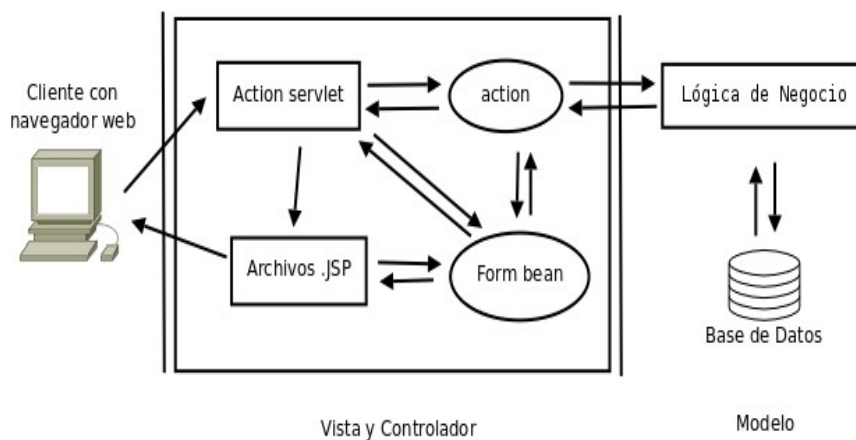 Cliente con
navegador web
Action servlet
action
Lógica de Negocio
Archivos .JSP
Form bean
Base de Datos
Vista y Controlador
Modelo